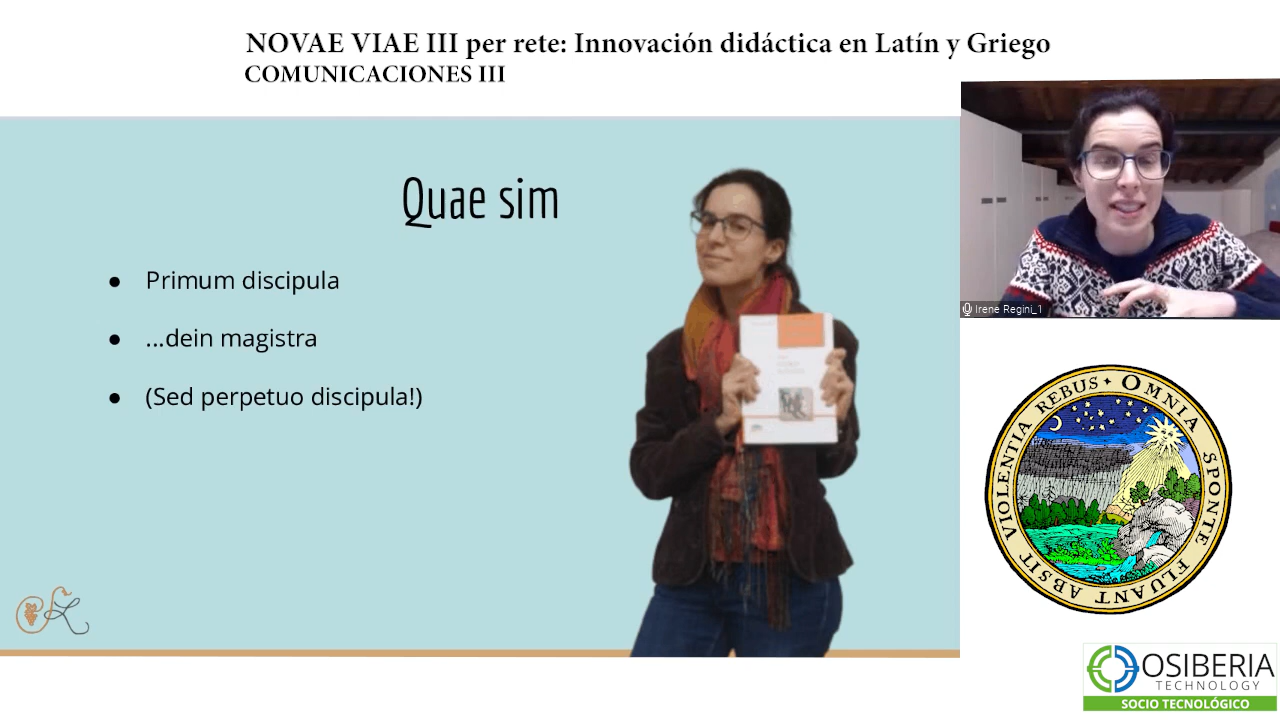 NOVAE VIAE III per rete: Innovación didáctica en Latín y Griego
COMUNICACIONES III
Quae sim
● Primum discipula
● ...dein magistra
● (Sed perpetuo discipula!)
Irene Regini_1
OMNIA SPONTE FLUANT ABSIT VIOLENTIA REBUS
OSIBERIA
TECHNOLOGY
SOCIO TECNOLÓGICO